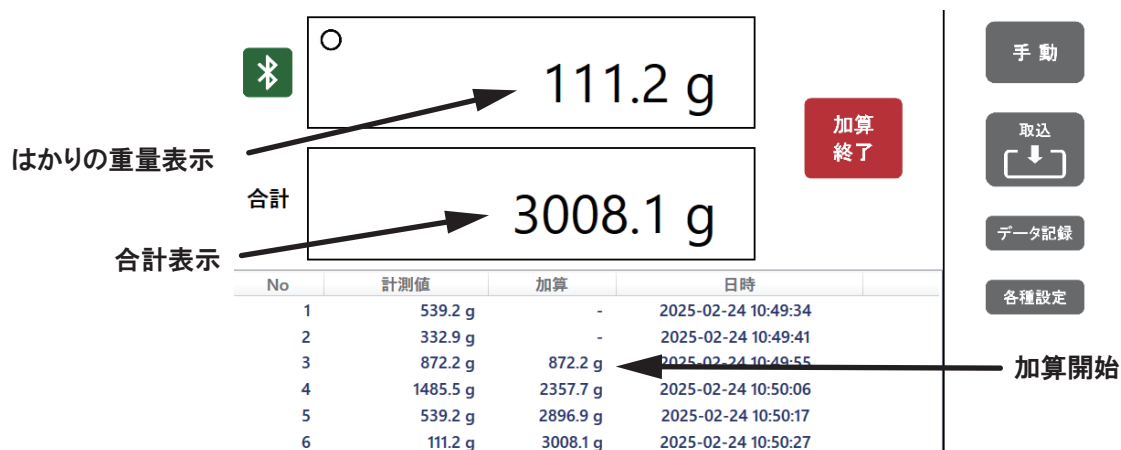 111.2 g
手動
加算
終了
取込
はかりの重量表示
合計
3008.1 g
データ記録
合計表示
No 計測値 加算 日時
各種設定
1 539.2 g - 2025-02-24 10:49:34
2 332.9 g - 2025-02-24 10:49:41
3 872.2 g 872.2 g 2025-02-24 10:49:55
加算開始
4 1485.5 g 2357.7 g 2025-02-24 10:50:06
5 539.2 g 2896.9 g 2025-02-24 10:50:17
6 111.2 g 3008.1 g 2025-02-24 10:50:27